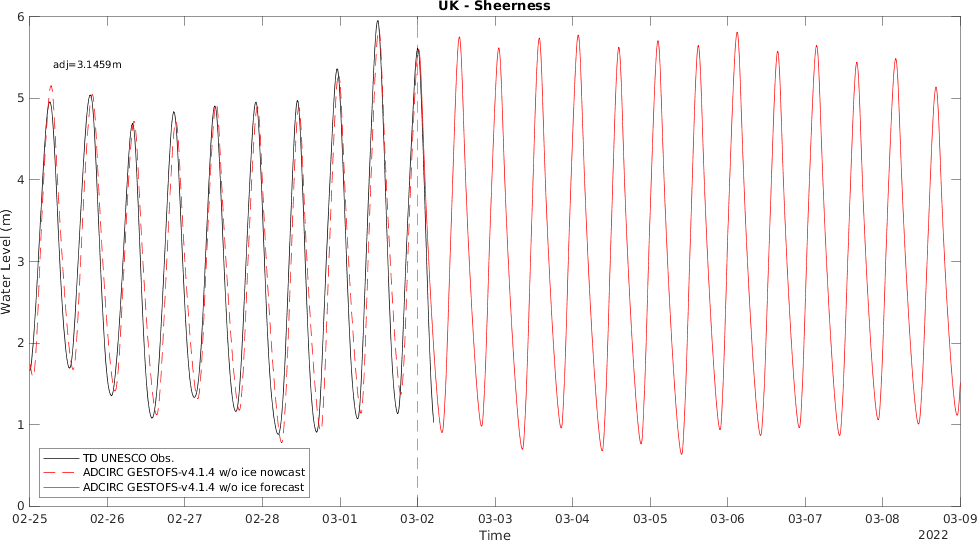 UK - Sheerness
adj=3.1459m
6
5
4
3
2
1
0
Water Level (m)
TD UNESCO Obs.
ADCIRC GESTOFS-v4.1.4 w/o ice nowcast
ADCIRC GESTOFS-v4.1.4 w/o ice forecast
02-25 02-26 02-27 02-28 03-01 03-02 03-03 03-04 03-05 03-06 03-07 03-08 03-09
Time
2022